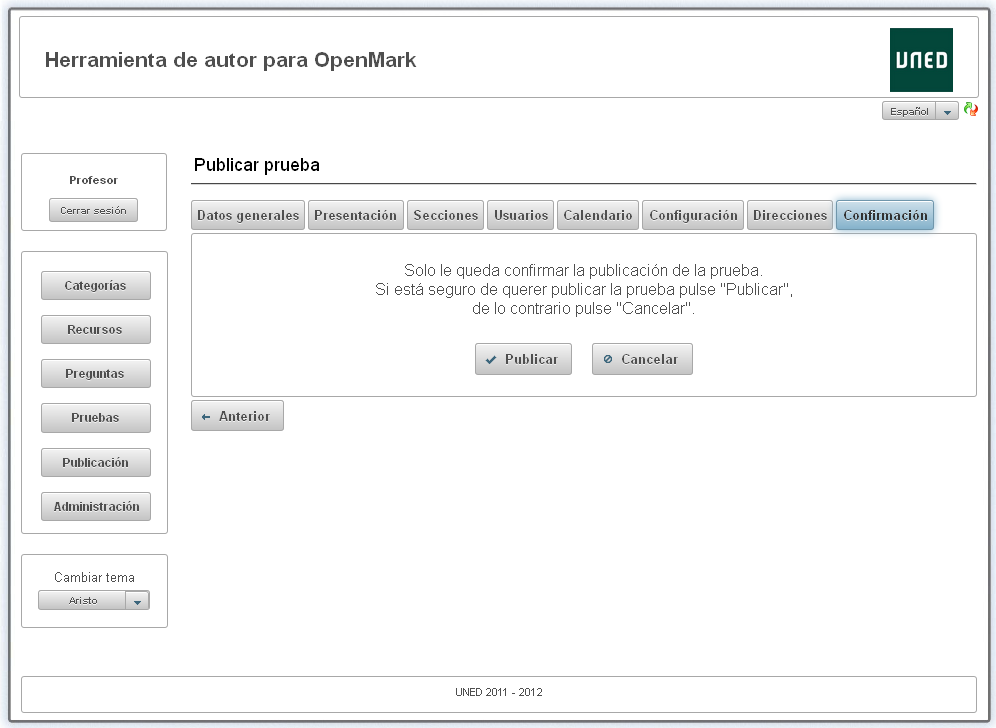 Herramienta de autor para OpenMark
UNED
Español
Profesor
Cerrar sesión
Categorías
Recursos
Preguntas
Pruebas
Publicación
Administración
Cambiar tema
Aristo
Publicar prueba
Datos generales Presentación Secciones Usuarios Calendario Configuración Direcciones Confirmación
Solo le queda confirmar la publicación de la prueba.
Si está seguro de querer publicar la prueba pulse "Publicar",
de lo contrario pulse "Cancelar".
Publicar Cancelar
Anterior
UNED 2011 - 2012